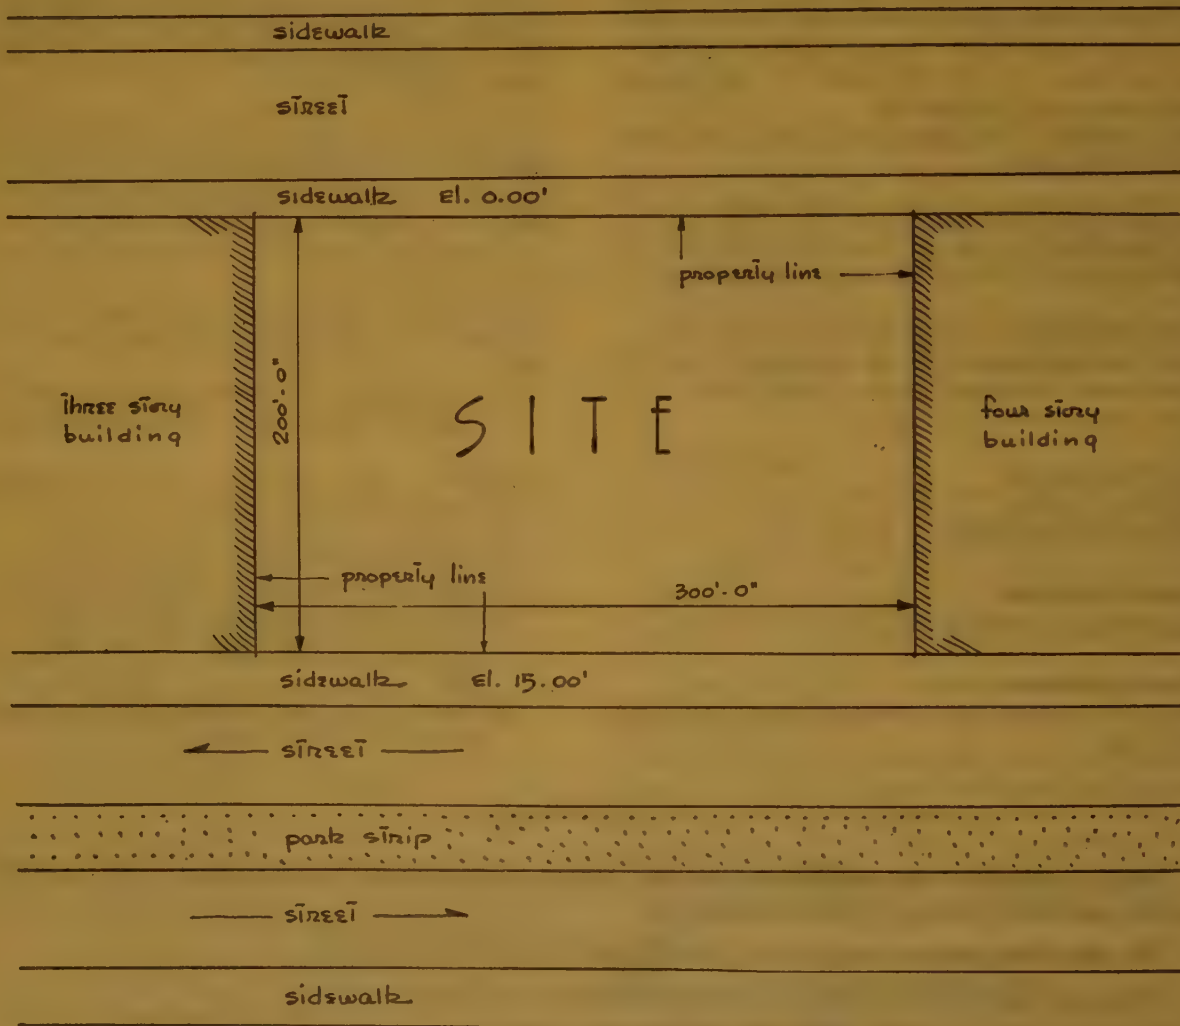 sidewalk
street
sidewalk El. 0.00'
property line
three story
building
200'-0"
SITE
four story
building
property line
300'-0"
sidewalk El. 15.00'
street
park strip
street
sidewalk